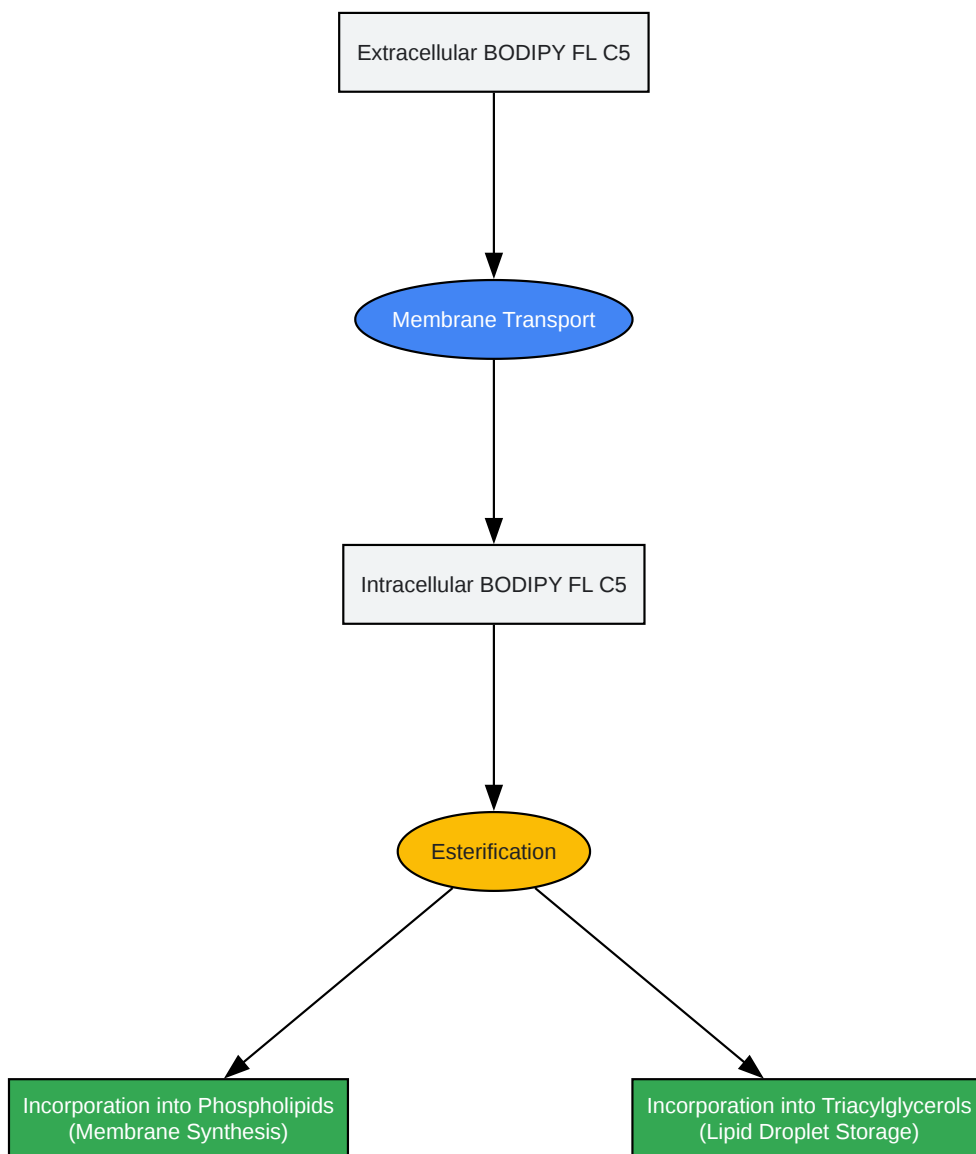 Extracellular BODIPY FL C5
Membrane Transport
Intracellular BODIPY FL C5
Esterification
Incorporation into Phospholipids
(Membrane Synthesis)
Incorporation into Triacylglycerols
(Lipid Droplet Storage)